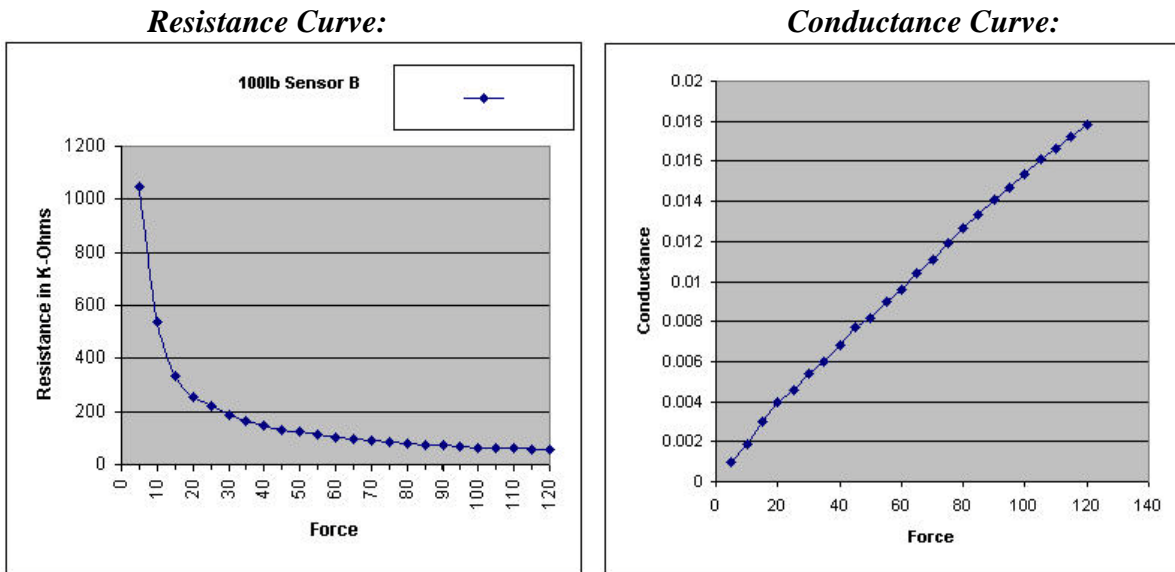 Resistance Curve:
100lb Sensor B
1200
1000
800
600
400
200
0
Resistance in K-Ohms
0 10 20 30 40 50 60 70 80 90 100 110 120
Force
Conductance Curve:
0.02
0.018
0.016
0.014
0.012
0.01
0.008
0.006
0.004
0.002
0
Conductance
0 20 40 60 80 100 120 140
Force